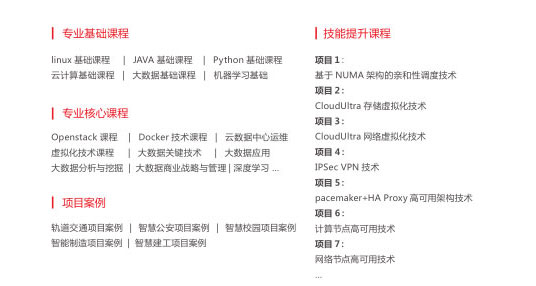 专业基础课程
linux 基础课程 | JAVA 基础课程 | Python 基础课程
云计算基础课程 | 大数据基础课程 | 机器学习基础
专业核心课程
Openstack 课程 | Docker 技术课程 | 云数据中心运维
虚拟化技术课程 | 大数据关键技术 | 大数据应用
大数据分析与挖掘 | 大数据商业战略与管理 | 深度学习 ...
项目案例
轨道交通项目案例 | 智慧公安项目案例 | 智慧校园项目案例
智能制造项目案例 | 智慧建工项目案例
技能提升课程
项目 1：
基于 NUMA 架构的亲和性调度技术
项目 2：
CloudUltra 存储虚拟化技术
项目 3：
CloudUltra 网络虚拟化技术
项目 4：
IPSec VPN 技术
项目 5：
pacemaker+HA Proxy 高可用架构技术
项目 6：
计算节点高可用技术
项目 7：
网络节点高可用技术
...